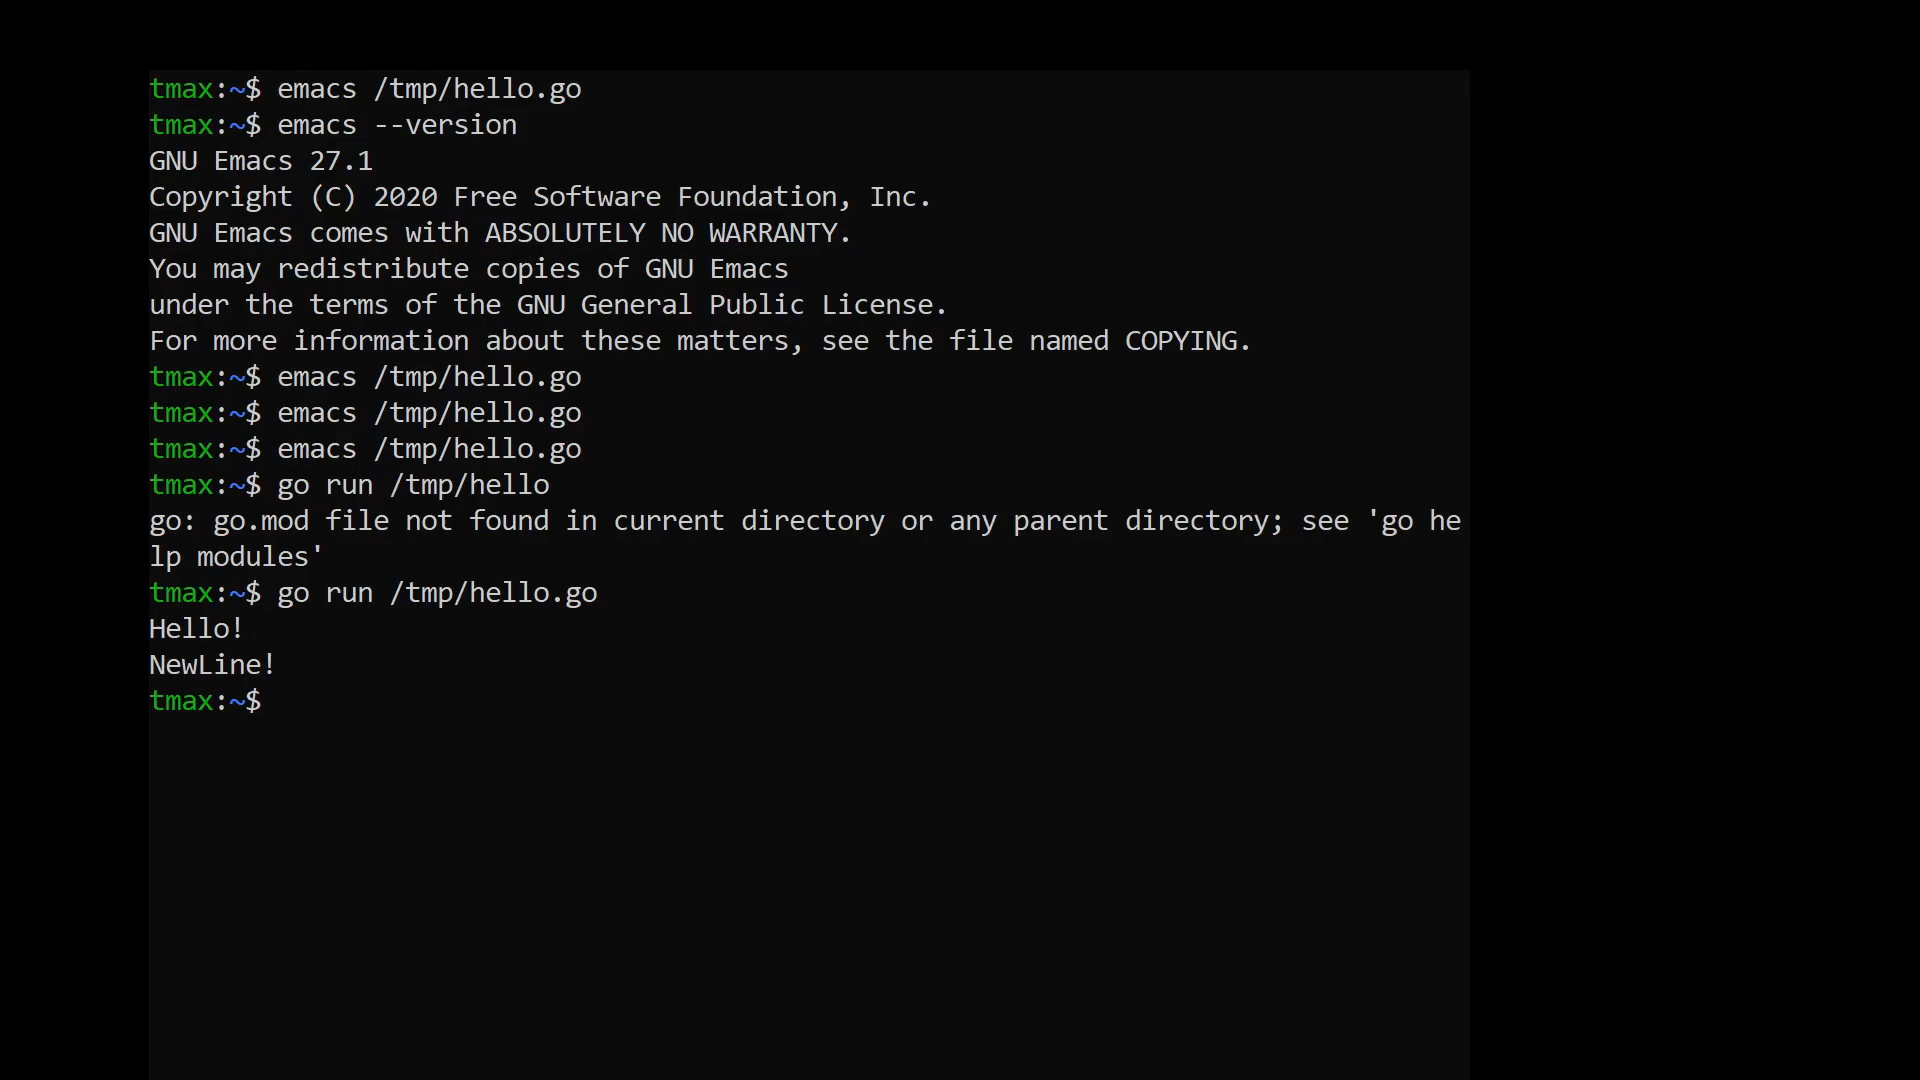 tmax:~$ emacs /tmp/hello.go
tmax:~$ emacs --version
GNU Emacs 27.1
Copyright (C) 2020 Free Software Foundation, Inc.
GNU Emacs comes with ABSOLUTELY NO WARRANTY.
You may redistribute copies of GNU Emacs
under the terms of the GNU General Public License.
For more information about these matters, see the file named COPYING.
tmax:~$ emacs /tmp/hello.go
tmax:~$ emacs /tmp/hello.go
tmax:~$ emacs /tmp/hello.go
tmax:~$ go run /tmp/hello
go: go.mod file not found in current directory or any parent directory; see 'go he
lp modules'
tmax:~$ go run /tmp/hello.go
Hello!
NewLine!
tmax:~$